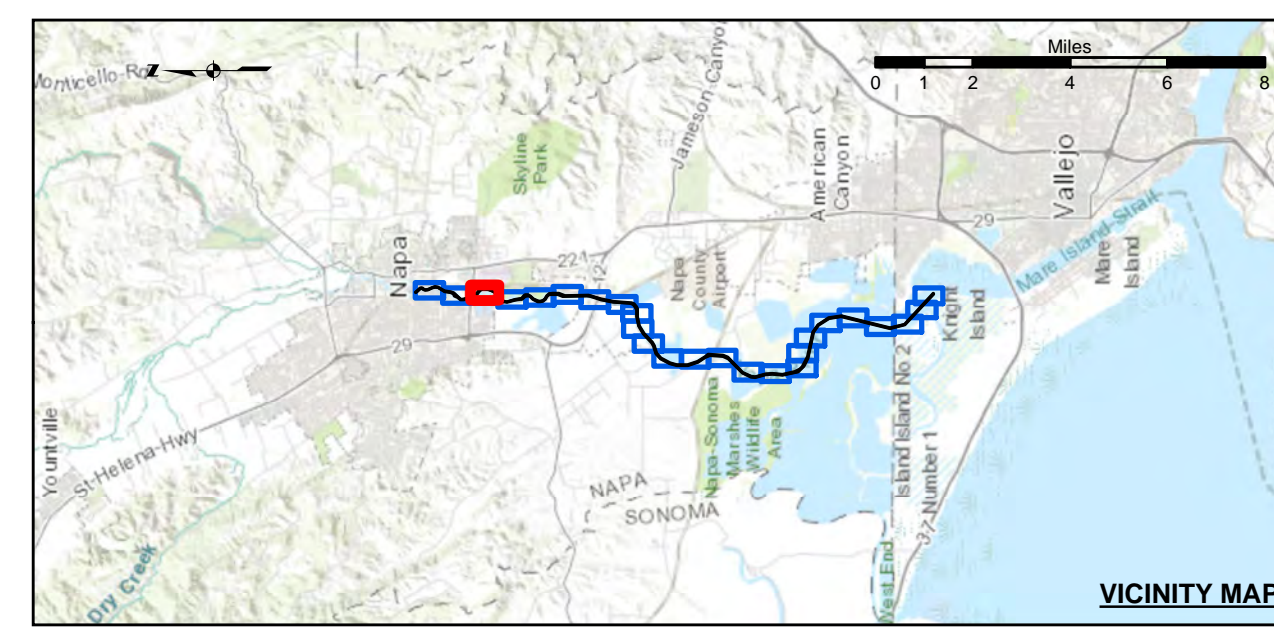 Miles
0 1 2 4 6 8
Monticello-Rd
Z
Jameson Canyon
Skyline
Park
American
Canyon
Vallejo
29
Mare Island-Strait
Mare
Island
Napa
221
12
Napa
County
Airport
Knight
Island
29
Island Island No 2
Yountville
St-Helena-Hwy
Napa-Sonoma
Marshes
Wildlife
Area
37-Number 1
NAPA
SONOMA
Dry Creek
West End
VICINITY MAP